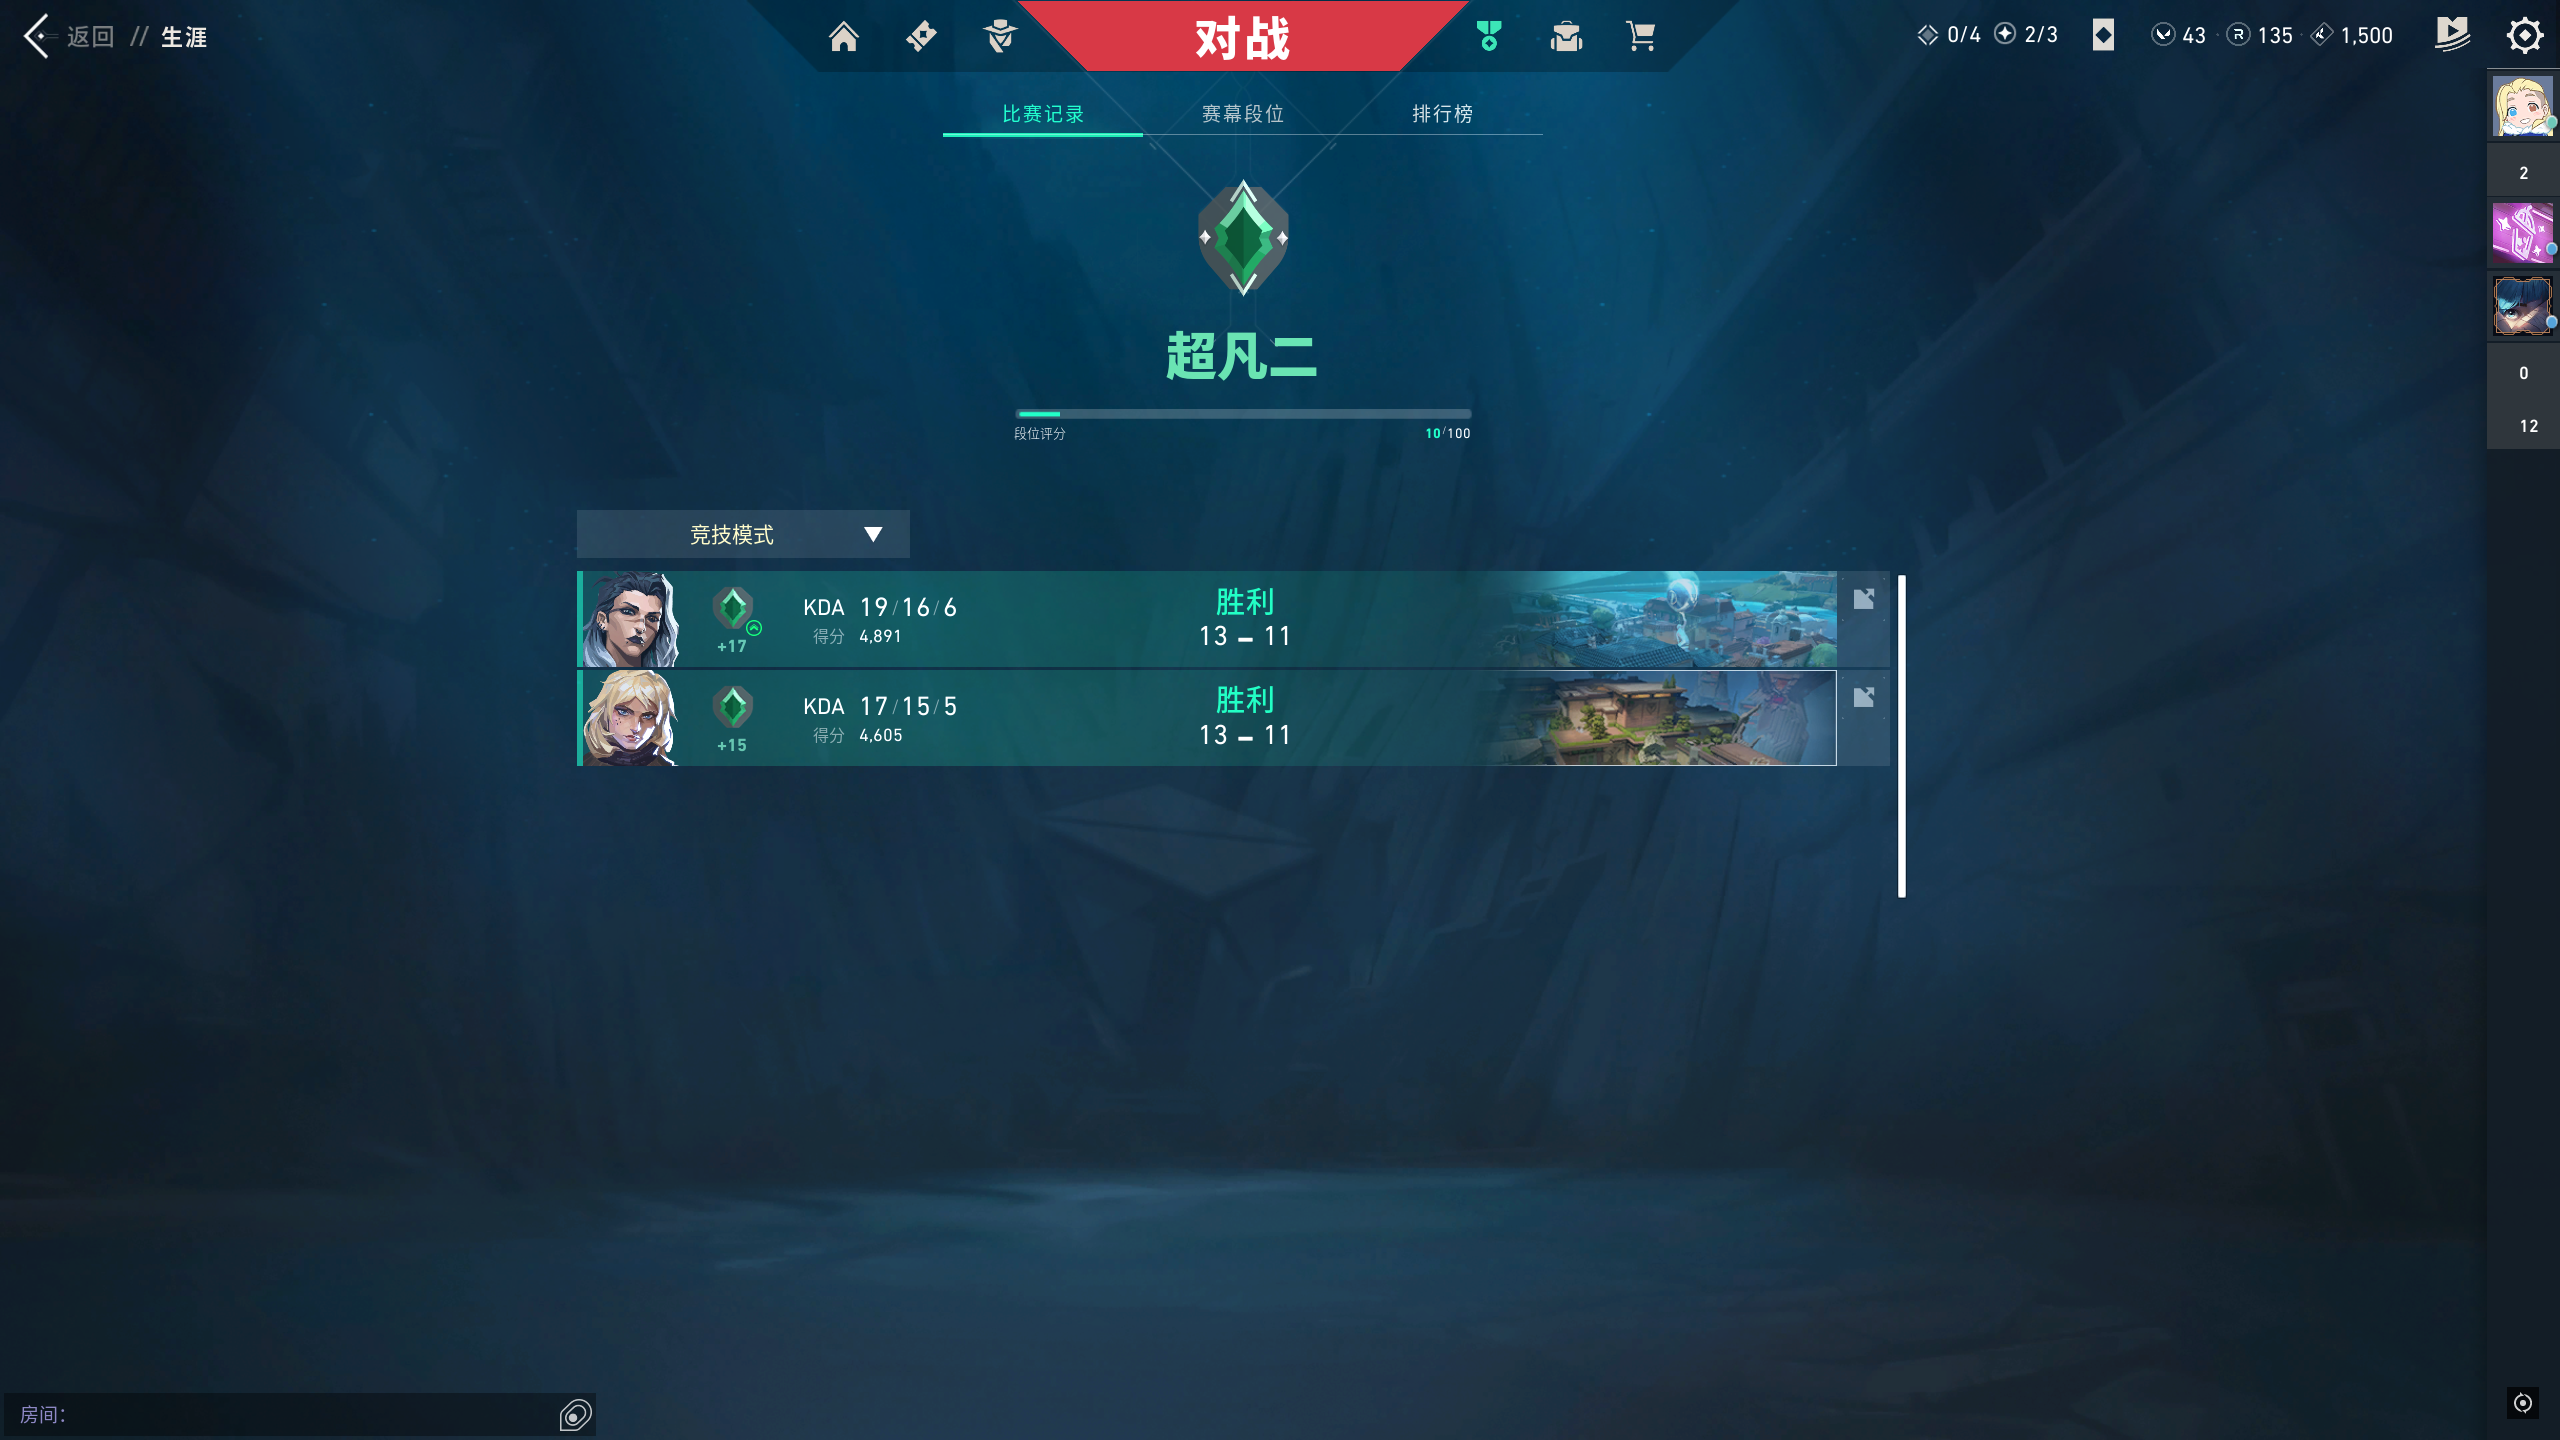 返回 // 生涯
对战
0/4 2/3 43 135 1,500
比赛记录 赛幕段位 排行榜
2
超凡二
0
段位评分 10/100
12
竞技模式
+17 KDA 19/16/6 胜利
得分 4,891 13 – 11
+15 KDA 17/15/5 胜利
得分 4,605 13 – 11
房间: